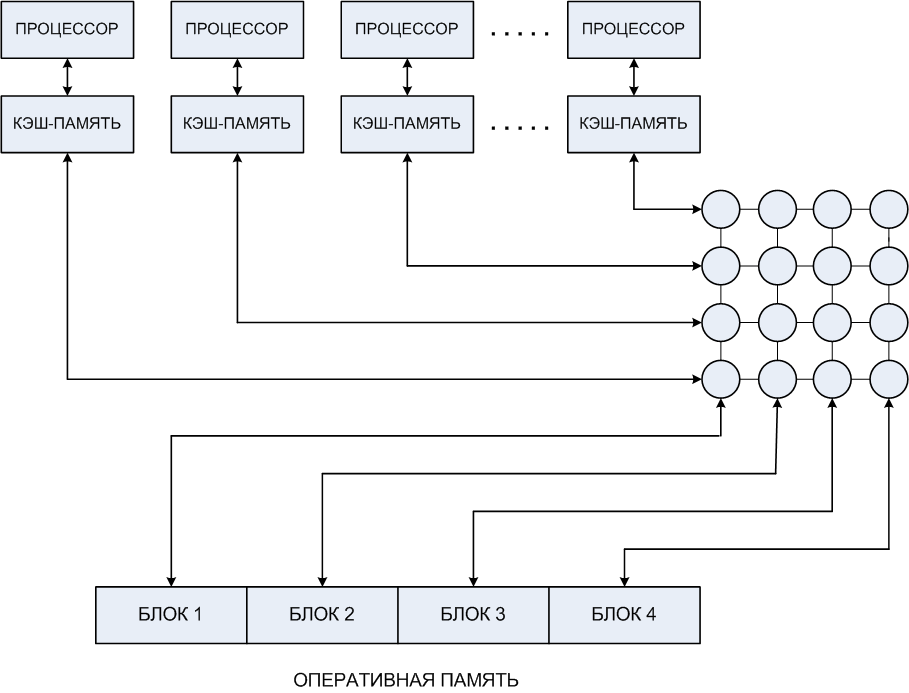 ПРОЦЕССОР ПРОЦЕССОР ПРОЦЕССОР ..... ПРОЦЕССОР
КЭШ-ПАМЯТЬ КЭШ-ПАМЯТЬ КЭШ-ПАМЯТЬ ..... КЭШ-ПАМЯТЬ
БЛОК 1 БЛОК 2 БЛОК 3 БЛОК 4
ОПЕРАТИВНАЯ ПАМЯТЬ